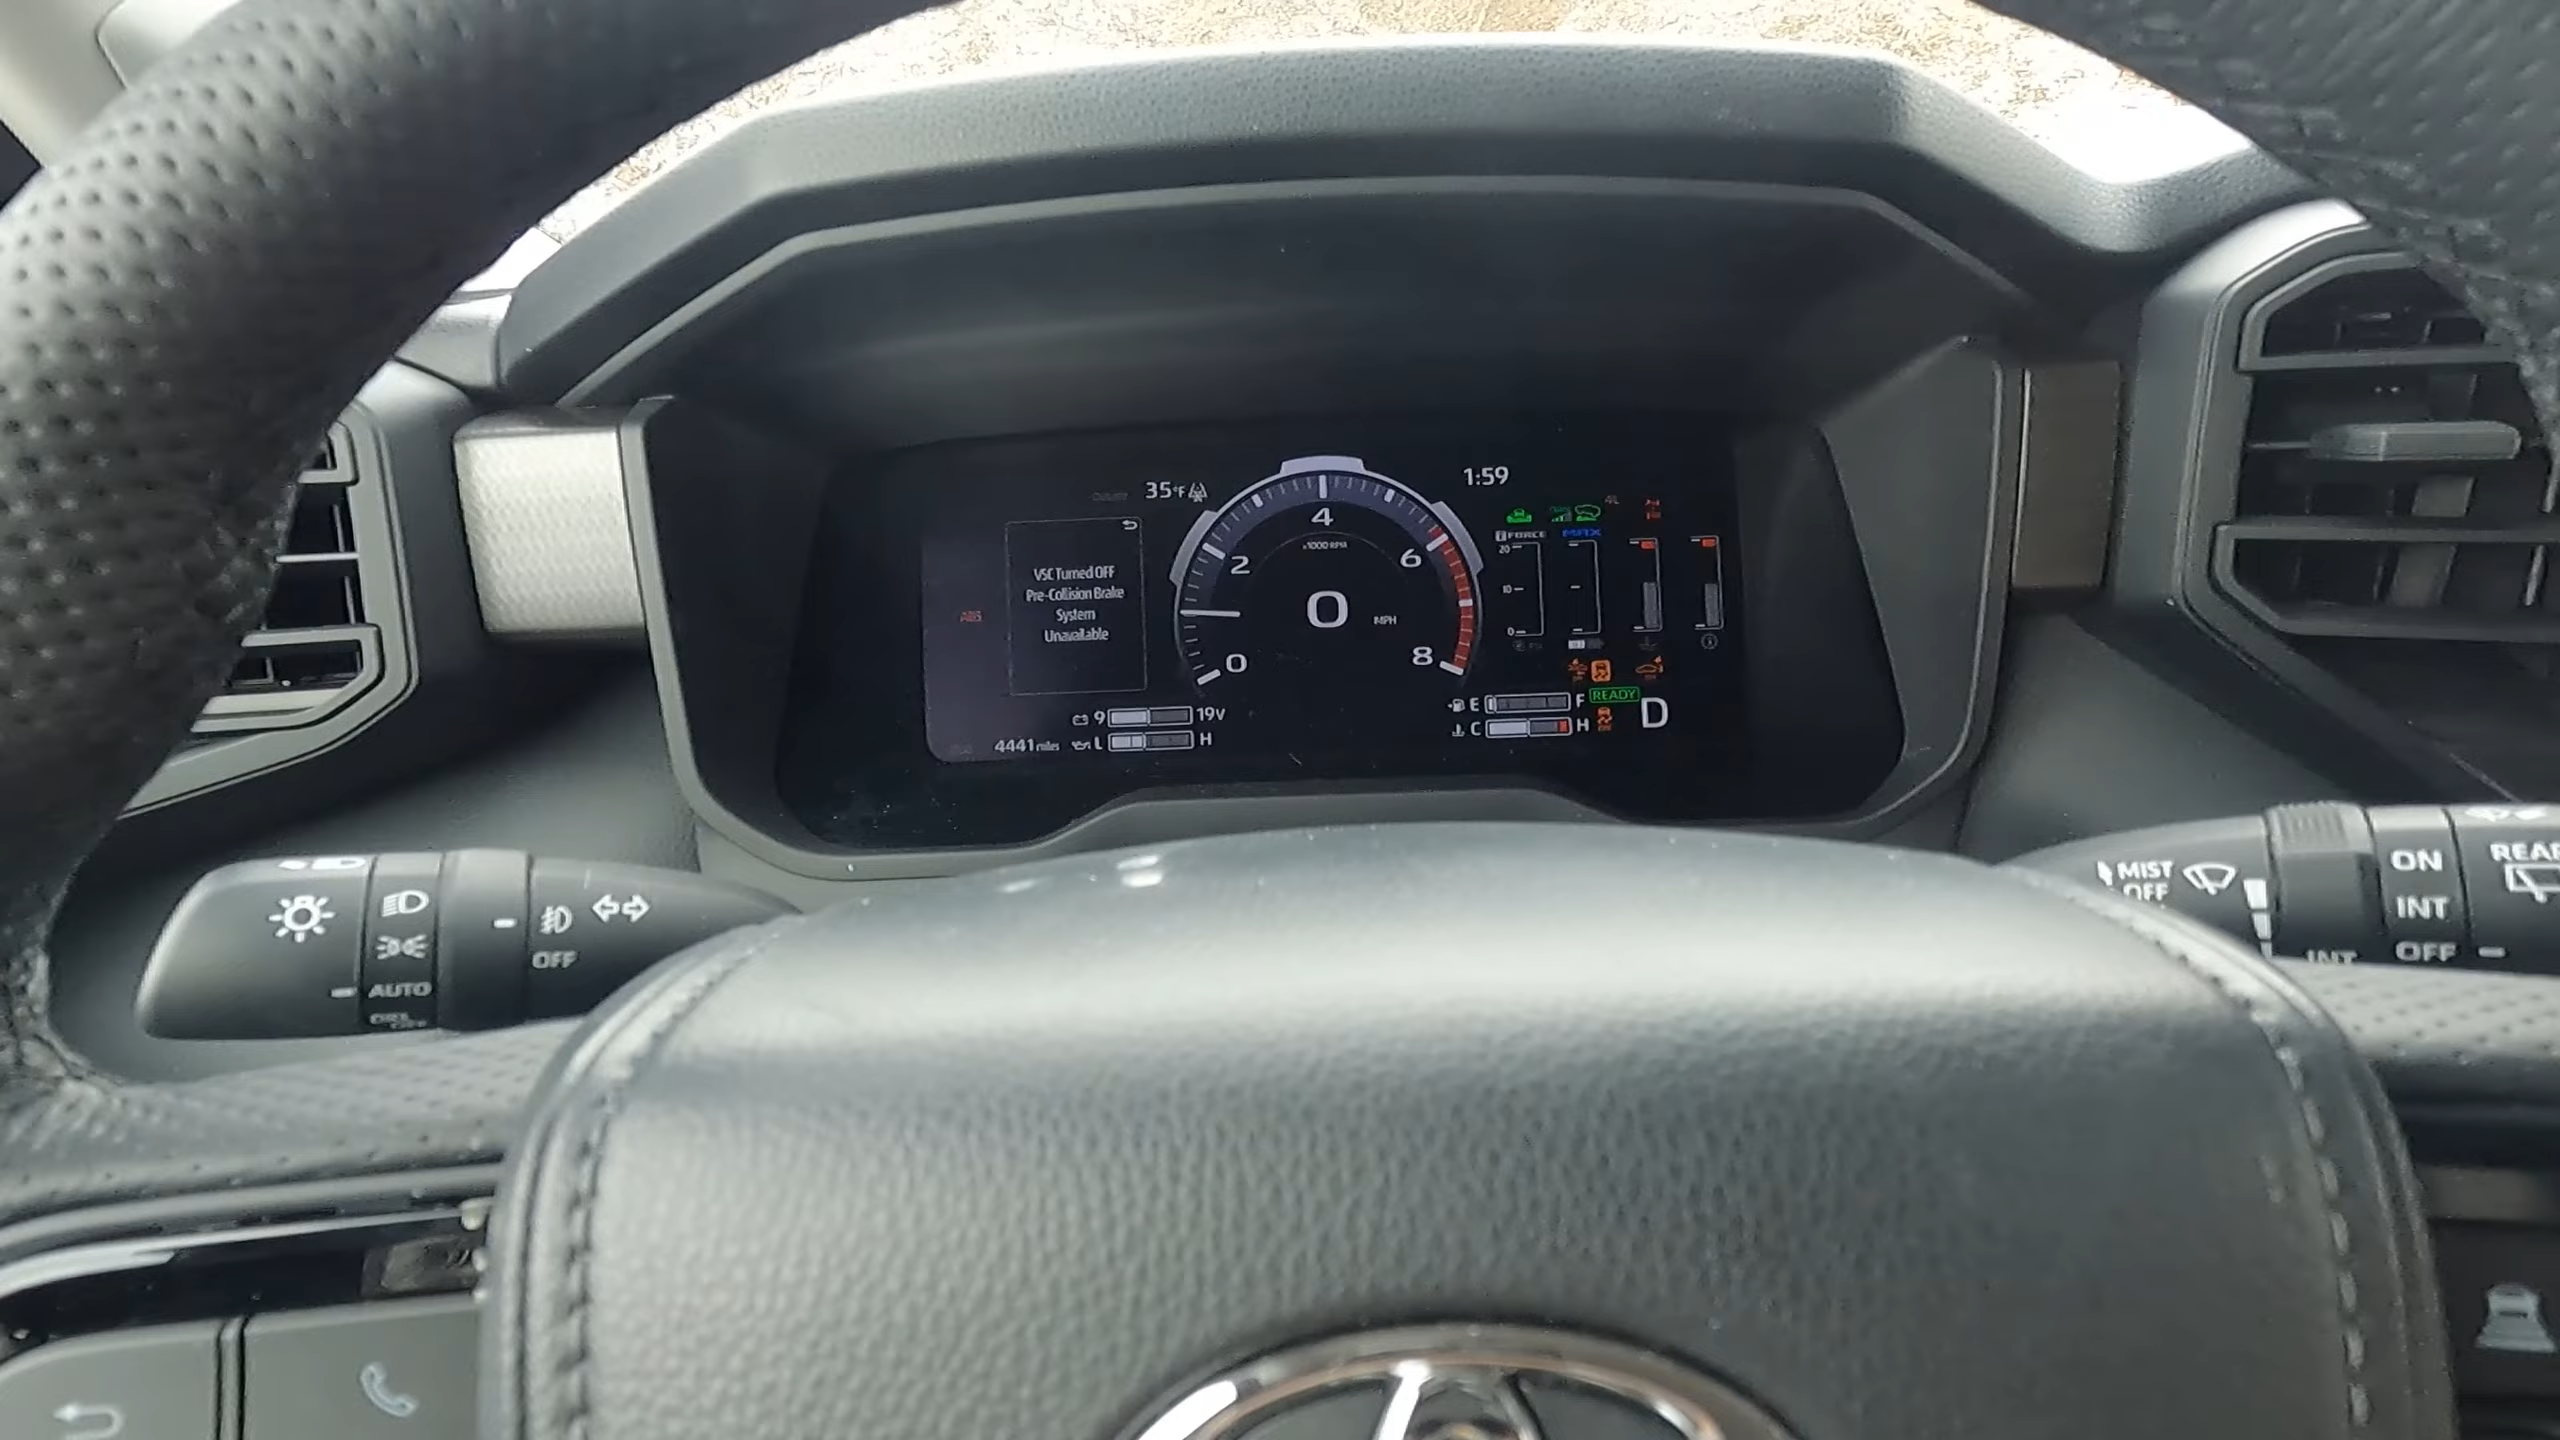 35°F
1:59
4
2
6
x1000 RPM
0
MPH
0
8
VSC Turned OFF
Pre-Collision Brake
System
Unavailable
4L
i FORCE
MAX
20
10
0
9
19V
4441 miles
L
H
E
F
READY
C
H
D
AUTO
OFF
MIST
OFF
INT
ON
INT
OFF
REAR